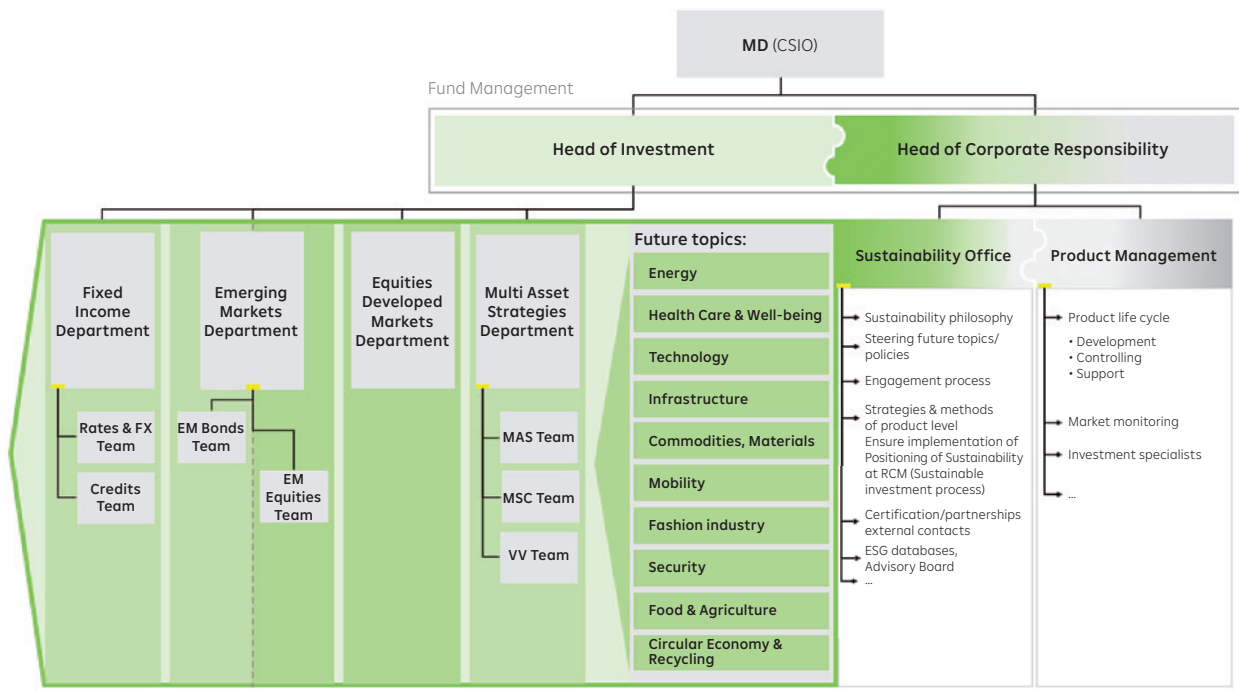 MD (CSIO)
Fund Management
Head of Investment
Head of Corporate Responsibility
Fixed
Income
Department
Rates & FX
Team
Credits
Team
Emerging
Markets
Department
EM Bonds
Team
EM
Equities
Team
Equities
Developed
Markets
Department
Multi Asset
Strategies
Department
MAS Team
MSC Team
VV Team
Future topics:
Energy
Health Care & Well-being
Technology
Infrastructure
Commodities, Materials
Mobility
Fashion industry
Security
Food & Agriculture
Circular Economy &
Recycling
Sustainability Office
Sustainability philosophy
Steering future topics/
policies
Engagement process
Strategies & methods
of product level
Ensure implementation of
Positioning of Sustainability
at RCM (Sustainable
investment process)
Certification/partnerships
external contacts
ESG databases,
Advisory Board
...
Product Management
Product life cycle
• Development
• Controlling
• Support
Market monitoring
Investment specialists
...